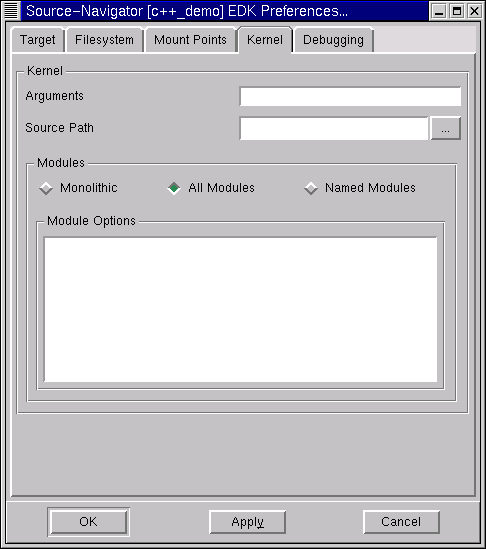 Source-Navigator [c++_demo] EDK Preferences...
Target Filesystem Mount Points Kernel Debugging
Kernel
Arguments
Source Path ...
Modules
Monolithic All Modules Named Modules
Module Options
OK Apply Cancel